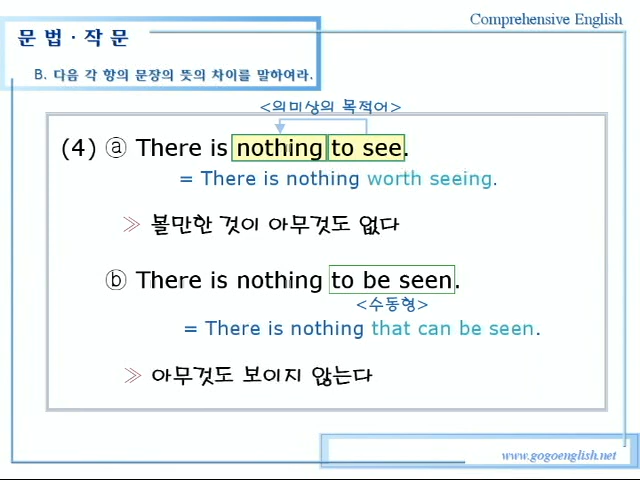 Comprehensive English
문 법 · 작 문
B. 다음 각 항의 문장의 뜻의 차이를 말하여라.
<의미상의 목적어>
(4) ⓐ There is nothing to see.
= There is nothing worth seeing.
≫ 볼만한 것이 아무것도 없다
ⓑ There is nothing to be seen.
<수동형>
= There is nothing that can be seen.
≫ 아무것도 보이지 않는다
www.gogoenglish.net